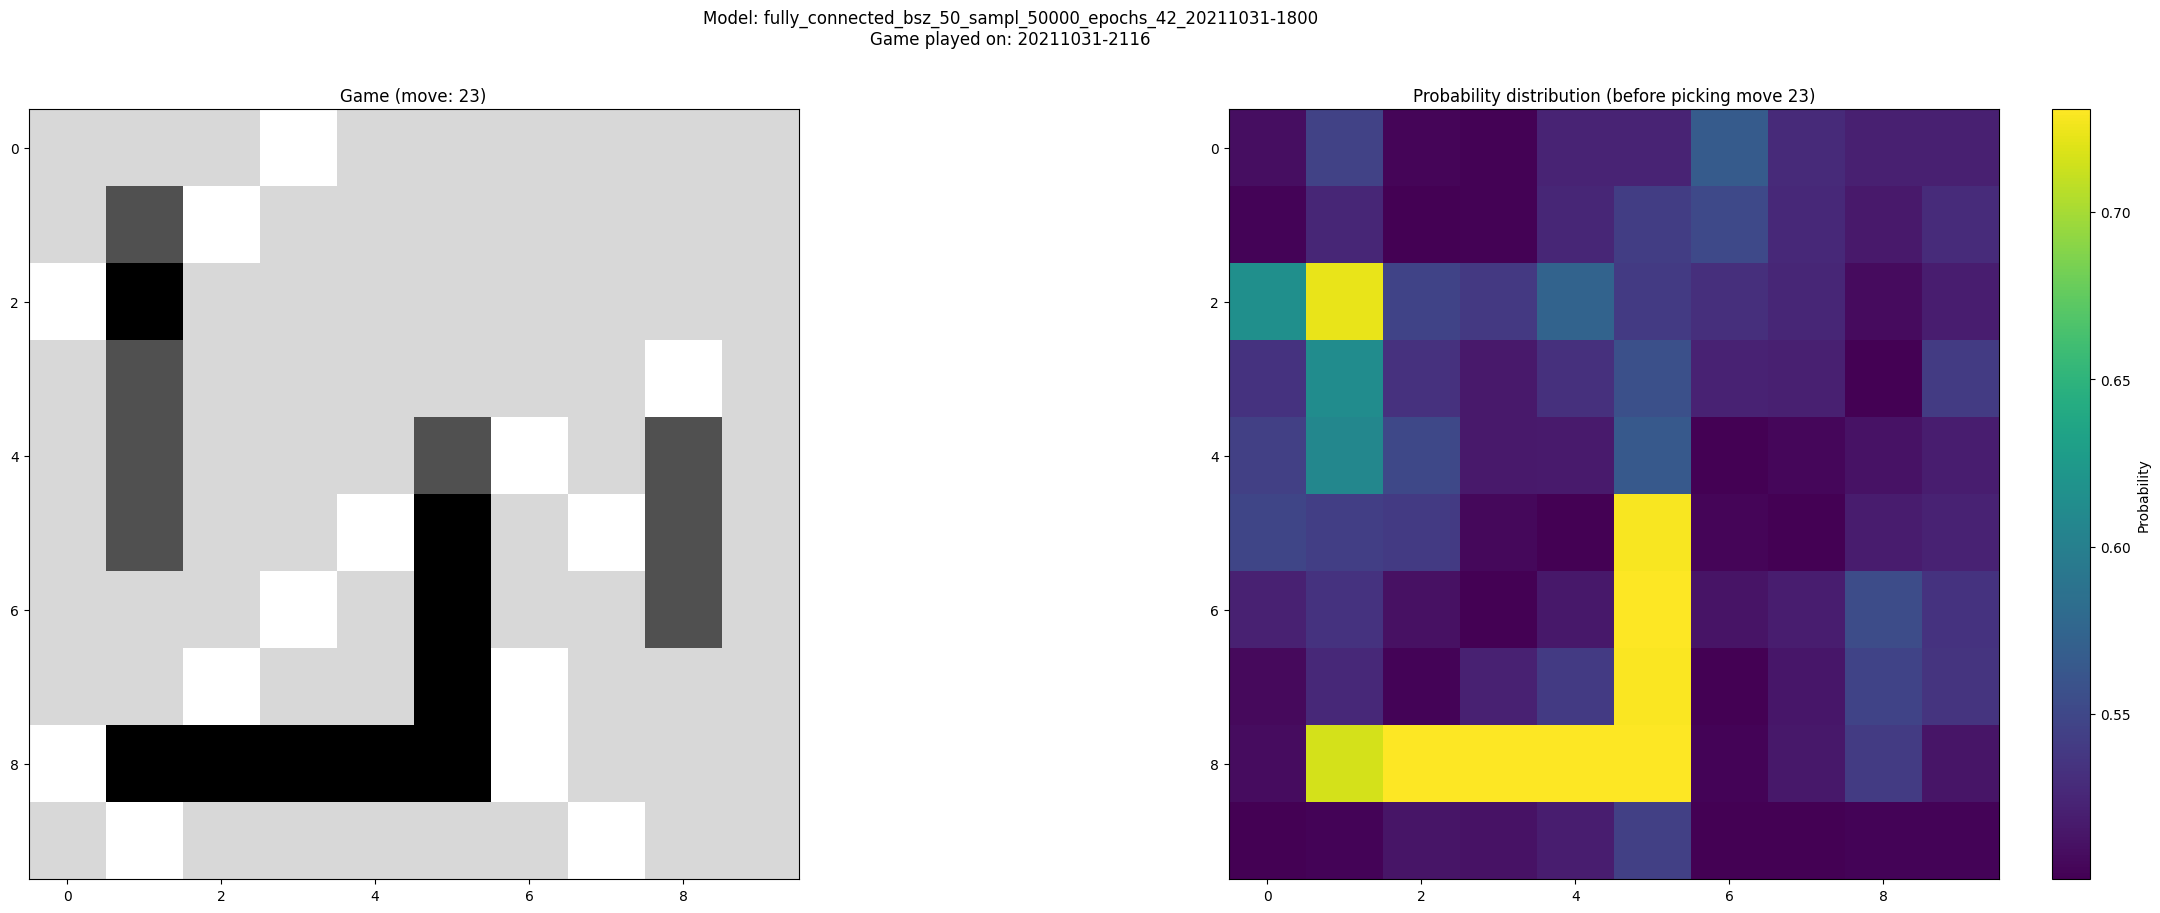 Model: fully_connected_bsz_50_sampl_50000_epochs_42_20211031-1800
Game played on: 20211031-2116
Game (move: 23)
0
2
4
6
8
0 2 4 6 8
Probability distribution (before picking move 23)
0
2
4
6
8
0 2 4 6 8
0.70
0.65
0.60
0.55
Probability